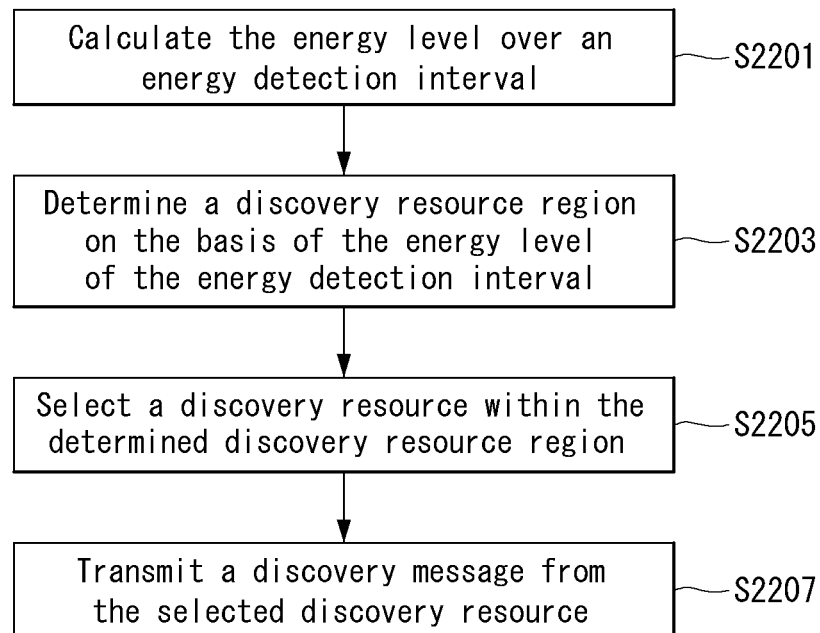 Calculate the energy level over an
energy detection interval
S2201
Determine a discovery resource region
on the basis of the energy level
of the energy detection interval
S2203
Select a discovery resource within the
determined discovery resource region
S2205
Transmit a discovery message from
the selected discovery resource
S2207